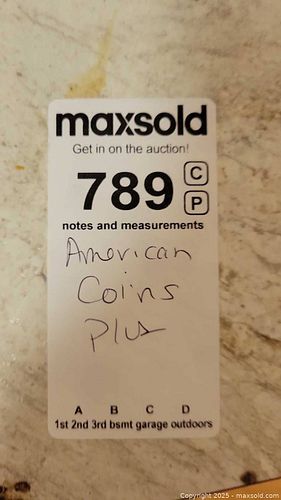 maxsold
Get in on the auction!
789 C
P
notes and measurements
American
Coins
Plus
A B C D
1st 2nd 3rd bsmt garage outdoors
Copyright 2025 - maxsold.com